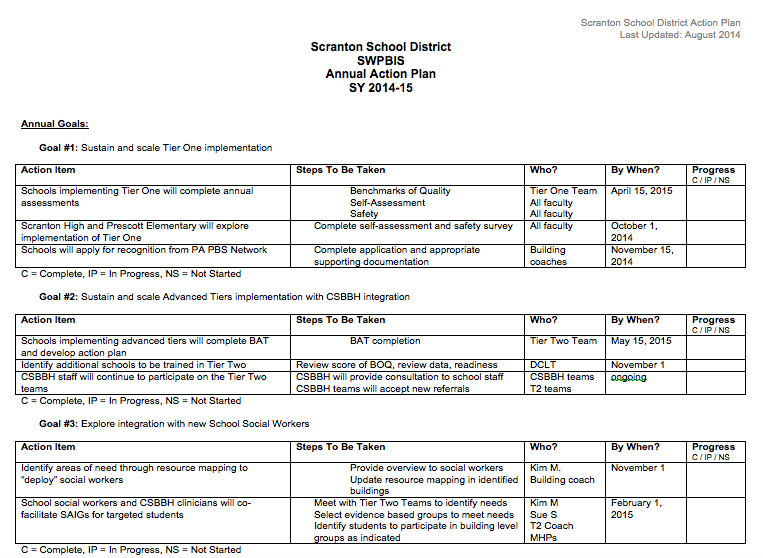 Scranton School District Action Plan
Last Updated: August 2014
Scranton School District
SWPBIS
Annual Action Plan
SY 2014-15
Annual Goals:
Goal #1: Sustain and scale Tier One implementation
Action Item Steps To Be Taken Who? By When? Progress
C / IP / NS
Schools implementing Tier One will complete annual Benchmarks of Quality Tier One Team April 15, 2015
assessments Self-Assessment All faculty
Safety All faculty
Scranton High and Prescott Elementary will explore Complete self-assessment and safety survey All faculty October 1,
implementation of Tier One 2014
Schools will apply for recognition from PA PBS Network Complete application and appropriate Building November 15,
supporting documentation coaches 2014
C = Complete, IP = In Progress, NS = Not Started
Goal #2: Sustain and scale Advanced Tiers implementation with CSBBH integration
Action Item Steps To Be Taken Who? By When? Progress
C / IP / NS
Schools implementing advanced tiers will complete BAT BAT completion Tier Two Team May 15, 2015
and develop action plan
Identify additional schools to be trained in Tier Two Review score of BOQ, review data, readiness DCLT November 1
CSBBH staff will continue to participate on the Tier Two CSBBH will provide consultation to school staff CSBBH teams ongoing
teams CSBBH teams will accept new referrals T2 teams
C = Complete, IP = In Progress, NS = Not Started
Goal #3: Explore integration with new School Social Workers
Action Item Steps To Be Taken Who? By When? Progress
C / IP / NS
Identify areas of need through resource mapping to Provide overview to social workers Kim M. November 1
“deploy” social workers Update resource mapping in identified Building coach
buildings
School social workers and CSBBH clinicians will co- Meet with Tier Two Teams to identify needs Kim M February 1,
facilitate SAIGs for targeted students Select evidence based groups to meet needs Sue S 2015
Identify students to participate in building level T2 Coach
groups as indicated MHPs
C = Complete, IP = In Progress, NS = Not Started